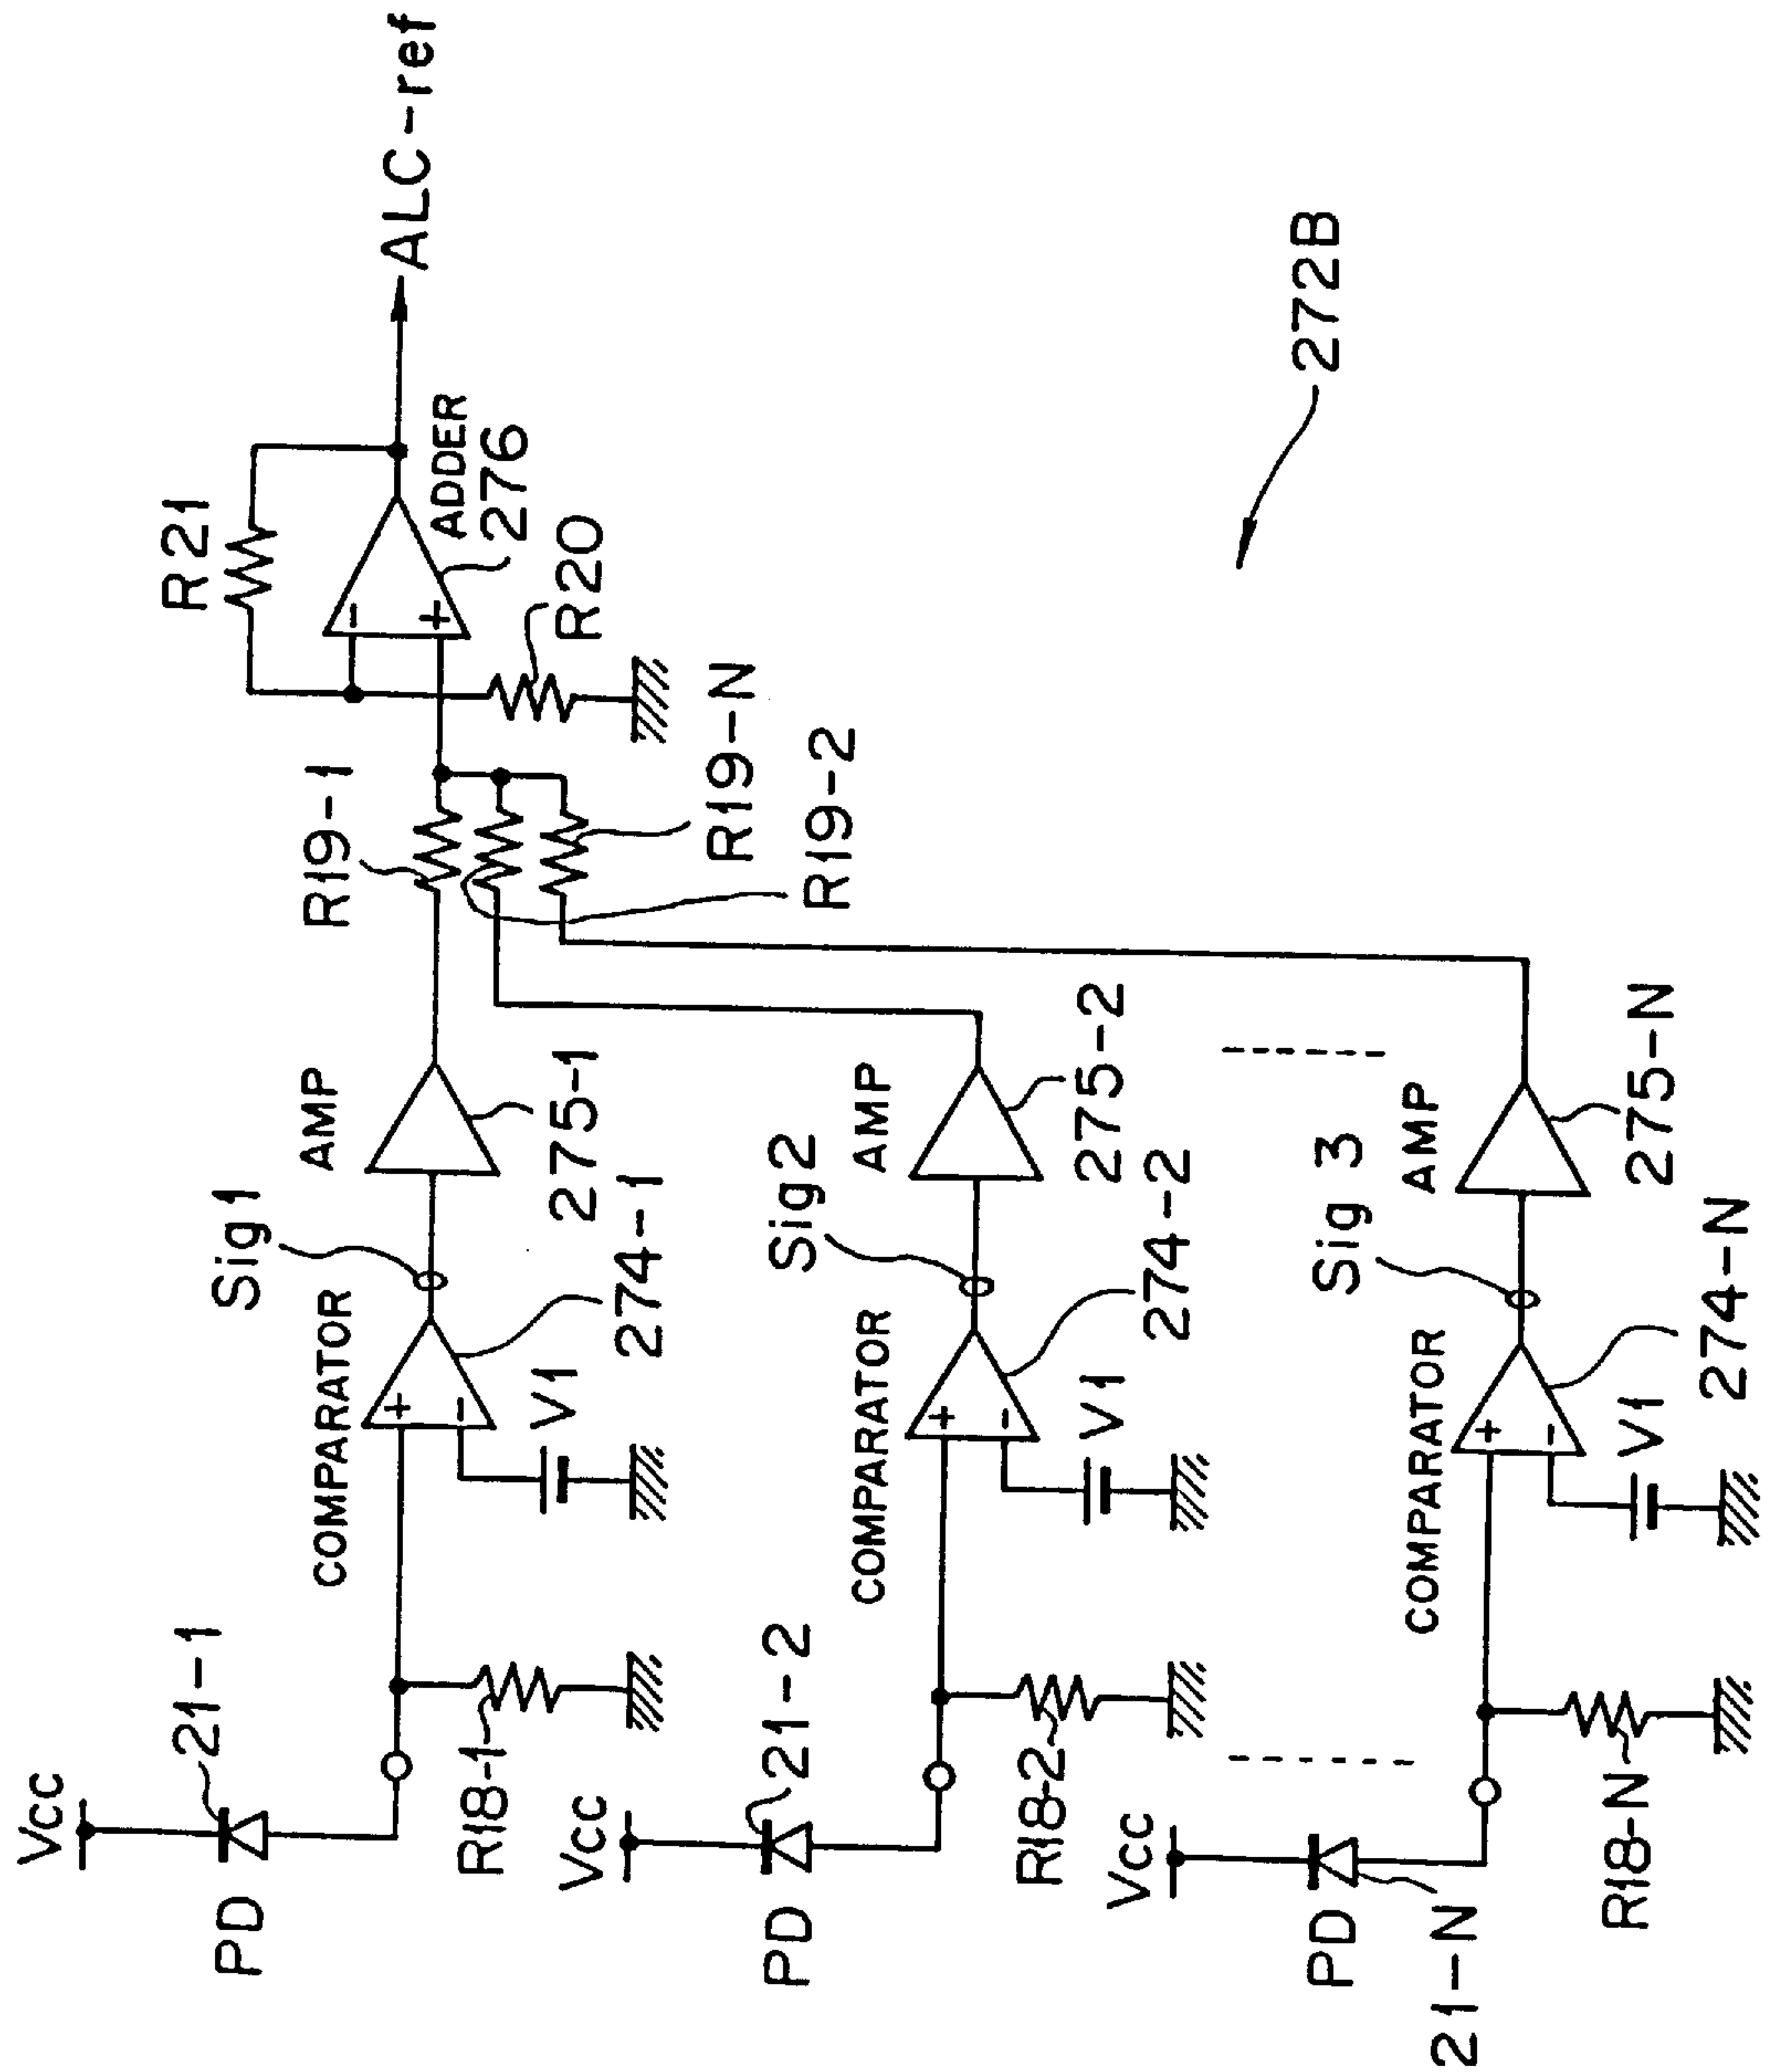 Vcc
21-1
PD
R18-1
COMPARATOR
V1
274-1
Sig1
AMP
275-1
R19-1
R21
ADDER
276
R20
R19-N
R19-2
ALC-ref
Vcc
21-2
PD
R18-2
COMPARATOR
V1
274-2
Sig2
AMP
275-2
272B
Vcc
PD
21-N
R18-N
COMPARATOR
V1
274-N
Sig 3
AMP
275-N
+
-
+
-
+
-
-
+